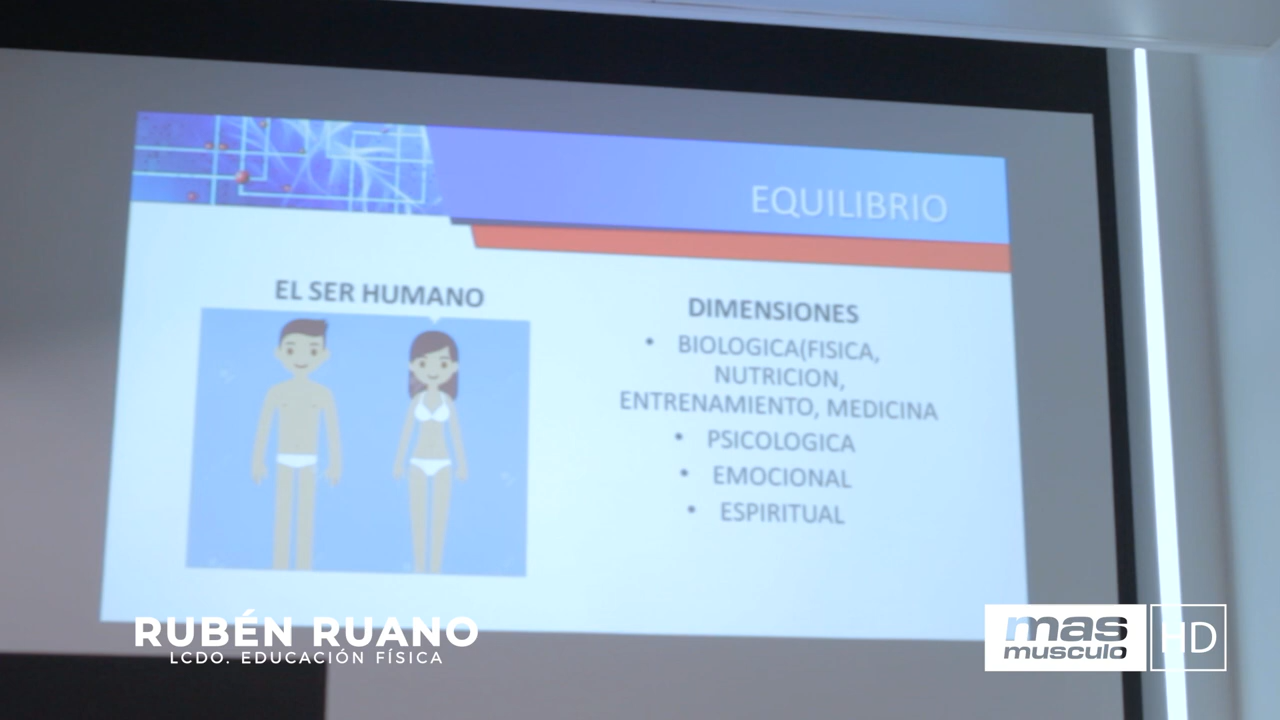 EQUILIBRIO
EL SER HUMANO
DIMENSIONES
• BIOLOGICA(FISICA,
NUTRICION,
ENTRENAMIENTO, MEDICINA
• PSICOLOGICA
• EMOCIONAL
• ESPIRITUAL
RUBÉN RUANO
LCDO. EDUCACIÓN FÍSICA
mas
musculo
HD